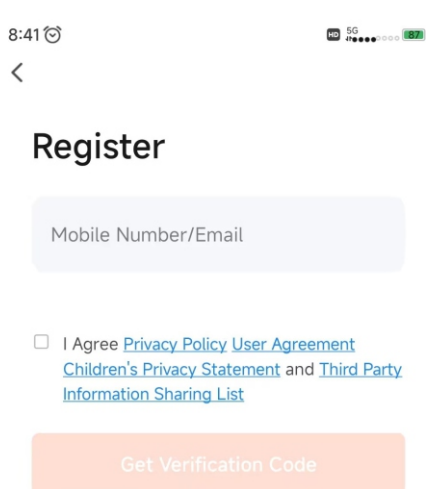 8:41
HD 5G 87
Register
Mobile Number/Email
I Agree Privacy Policy User Agreement
Children's Privacy Statement and Third Party
Information Sharing List
Get Verification Code